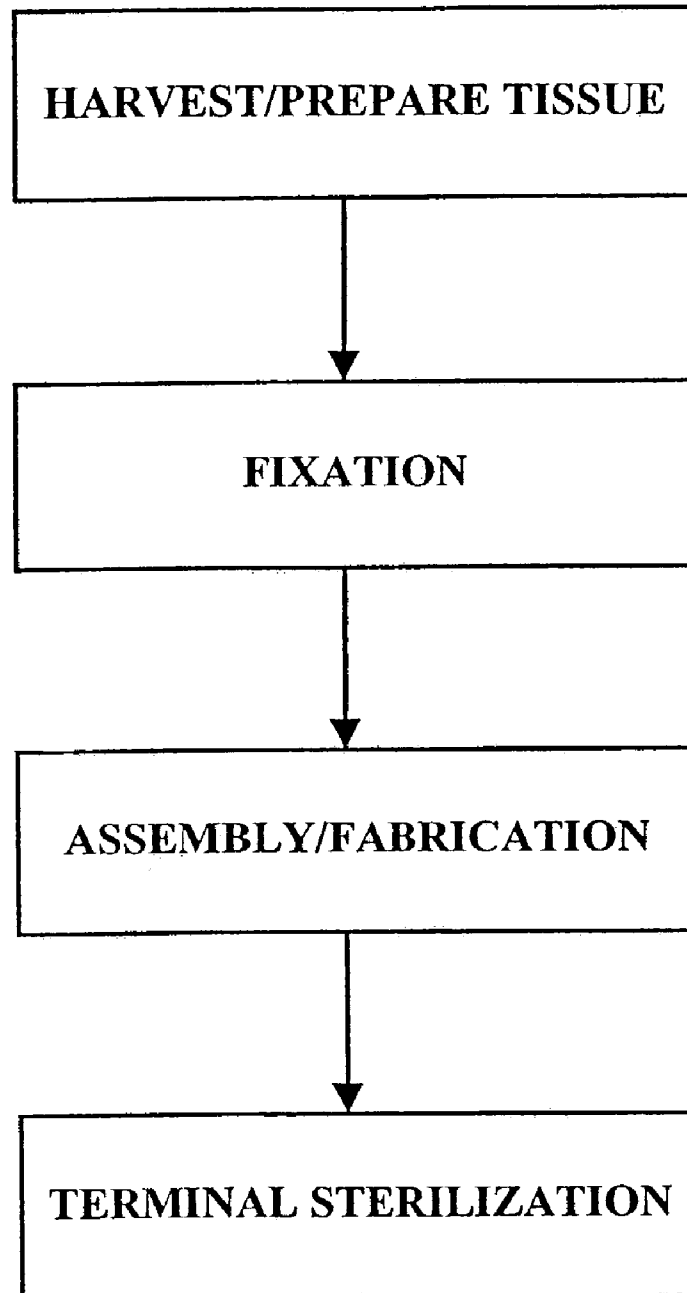 HARVEST/PREPARE TISSUE
FIXATION
ASSEMBLY/FABRICATION
TERMINAL STERILIZATION